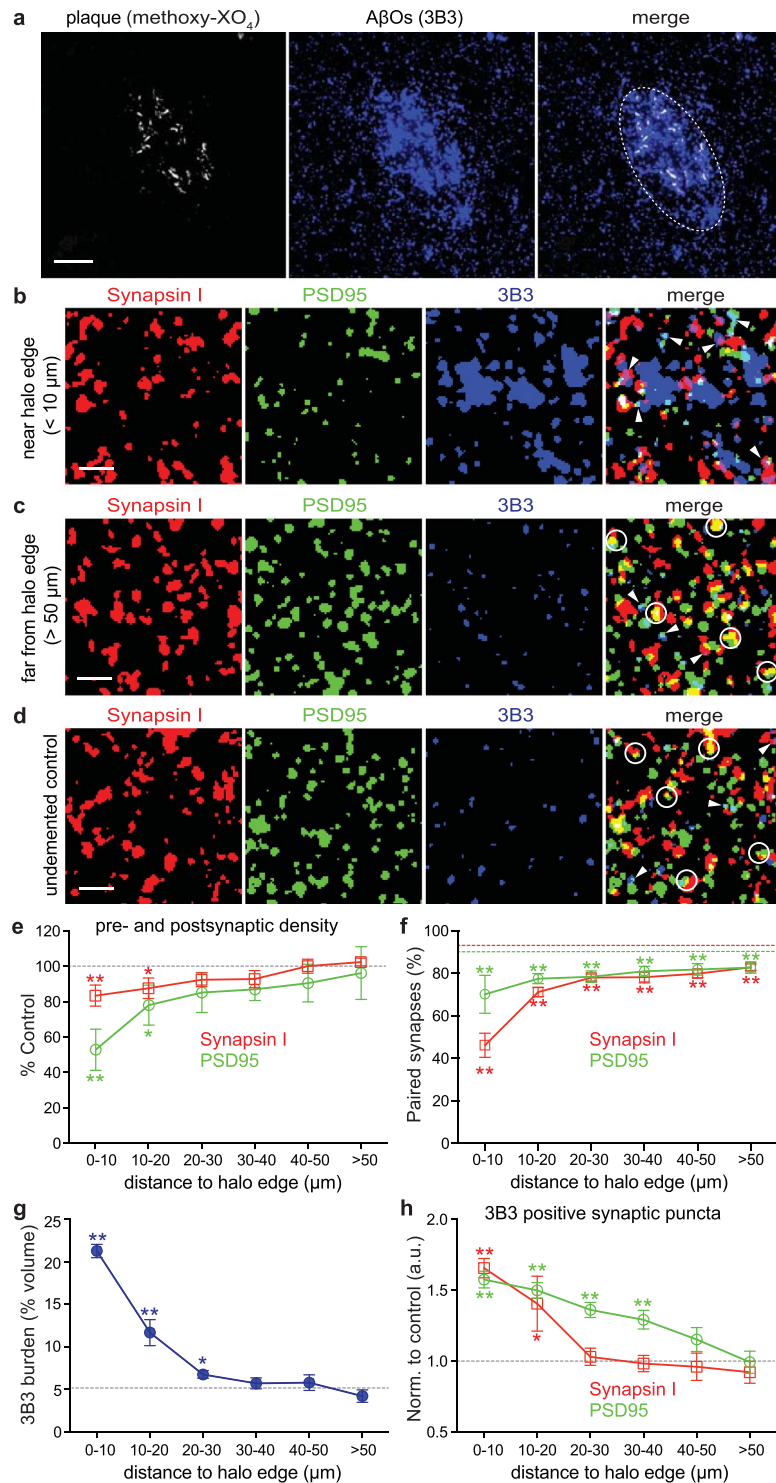 a plaque (methoxy-XO4) AβOs (3B3) merge
b Synapsin I PSD95 3B3 merge
near halo edge
(< 10 µm)
c Synapsin I PSD95 3B3 merge
far from halo edge
(> 50 µm)
d Synapsin I PSD95 3B3 merge
undemented control
e pre- and postsynaptic density
% Control
120
100
80
60
40
20
0
** *
* **
Synapsin I
PSD95
0-10 10-20 20-30 30-40 40-50 >50
distance to halo edge (µm)
f
Paired synapses (%)
100
80
60
40
20
0
** ** ** ** ** **
** ** ** ** ** **
Synapsin I
PSD95
0-10 10-20 20-30 30-40 40-50 >50
distance to halo edge (µm)
g
3B3 burden (% volume)
25
20
15
10
5
0
** ** *
0-10 10-20 20-30 30-40 40-50 >50
distance to halo edge (µm)
h 3B3 positive synaptic puncta
Norm. to control (a.u.)
2.0
1.5
1.0
0.5
** ** ** **
** *
Synapsin I
PSD95
0-10 10-20 20-30 30-40 40-50 >50
distance to halo edge (µm)